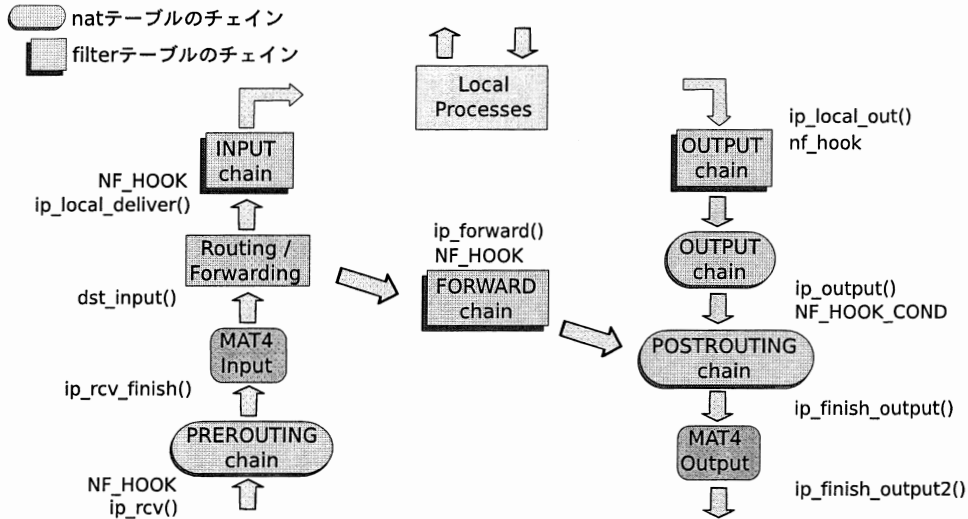 natテーブルのチェイン
filterテーブルのチェイン
Local
Processes
INPUT
chain
NF_HOOK
ip_local_deliver()
Routing /
Forwarding
dst_input()
MAT4
Input
ip_rcv_finish()
PREROUTING
chain
NF_HOOK
ip_rcv()
ip_forward()
NF_HOOK
FORWARD
chain
ip_local_out()
nf_hook
OUTPUT
chain
OUTPUT
chain
ip_output()
NF_HOOK_COND
POSTROUTING
chain
ip_finish_output()
MAT4
Output
ip_finish_output2()